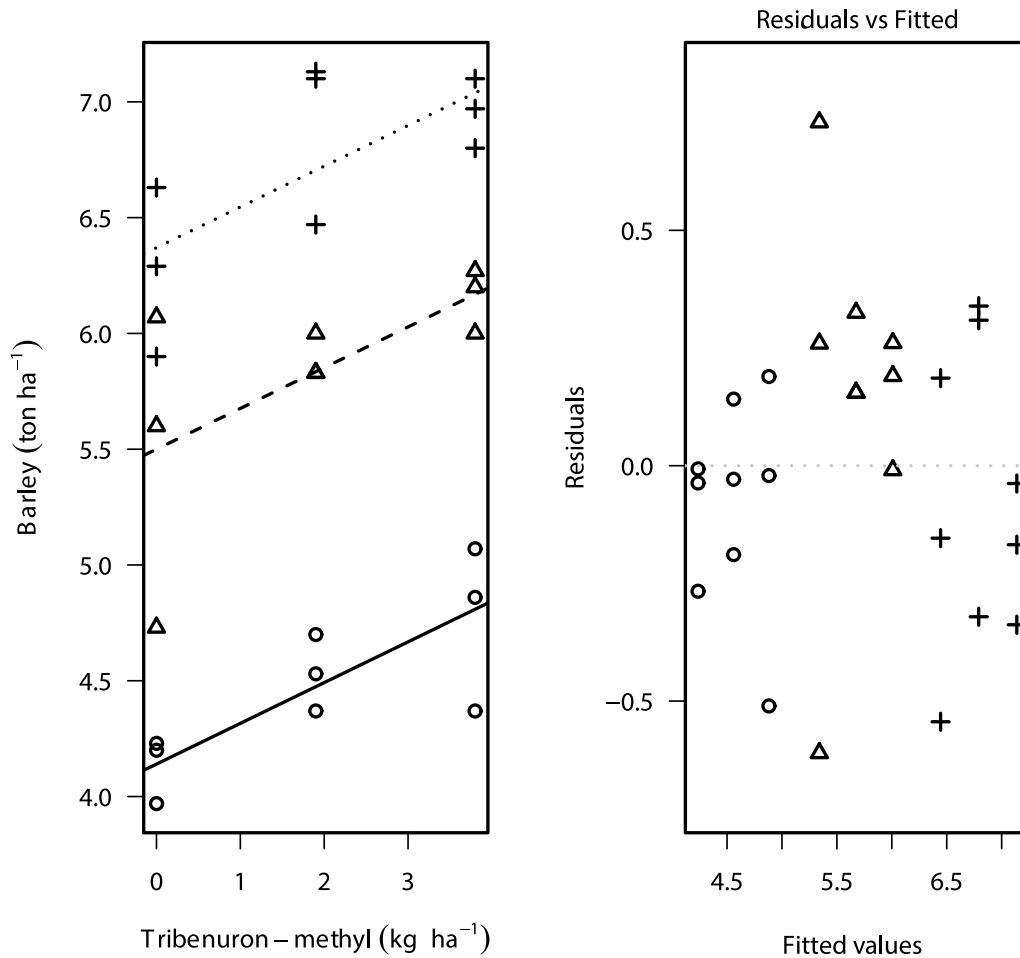 Residuals vs Fitted
7.0
6.5
6.0
5.5
5.0
4.5
4.0
Barley (ton ha−1)
0 1 2 3
Tribenuron – methyl (kg ha−1)
0.5
0.0
−0.5
Residuals
4.5 5.5 6.5
Fitted values